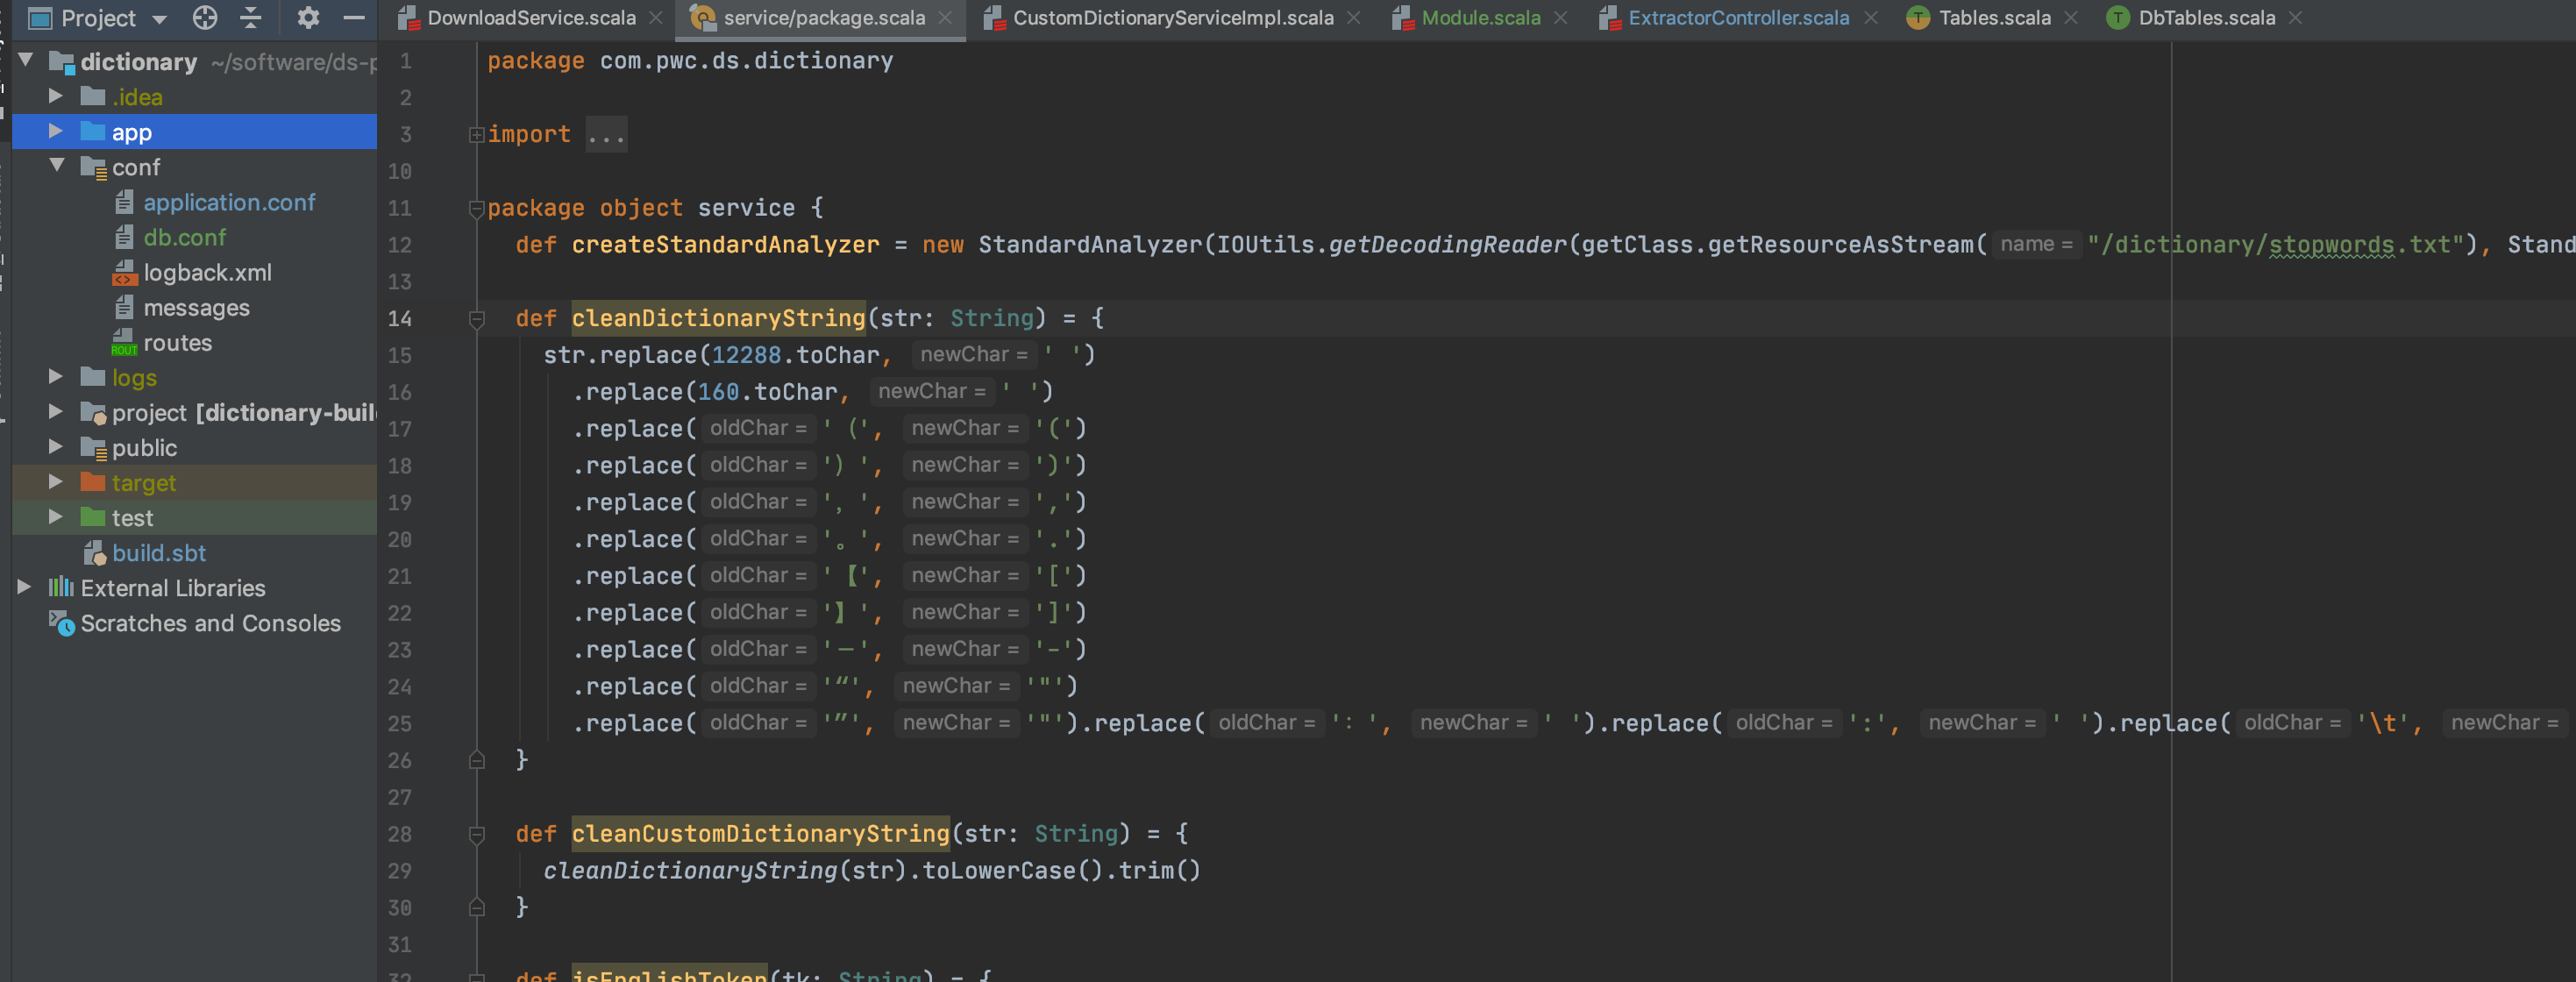 Project
DownloadService.scala
service/package.scala
CustomDictionaryServiceImpl.scala
Module.scala
ExtractorController.scala
Tables.scala
DbTables.scala
dictionary ~/software/ds-p
.idea
app
conf
application.conf
db.conf
logback.xml
messages
ROUT routes
logs
project [dictionary-buil
public
target
test
build.sbt
External Libraries
Scratches and Consoles
1 package com.pwc.ds.dictionary
2
3 import ...
10
11 package object service {
12 def createStandardAnalyzer = new StandardAnalyzer(IOUtils.getDecodingReader(getClass.getResourceAsStream( name = "/dictionary/stopwords.txt"), Stand
13
14 def cleanDictionaryString(str: String) = {
15 str.replace(12288.toChar, newChar = ' ')
16 .replace(160.toChar, newChar = ' ')
17 .replace( oldChar = '（', newChar = '(')
18 .replace( oldChar = '）', newChar = ')')
19 .replace( oldChar = '，', newChar = ',')
20 .replace( oldChar = '。', newChar = '.')
21 .replace( oldChar = '【', newChar = '[')
22 .replace( oldChar = '】', newChar = ']')
23 .replace( oldChar = '－', newChar = '-')
24 .replace( oldChar = '“', newChar = '"')
25 .replace( oldChar = '”', newChar = '"').replace( oldChar = '：', newChar = ' ').replace( oldChar = ':', newChar = ' ').replace( oldChar = '\t', newChar =
26 }
27
28 def cleanCustomDictionaryString(str: String) = {
29 cleanDictionaryString(str).toLowerCase().trim()
30 }
31
32 def isEnglishToken(tk: String) = {